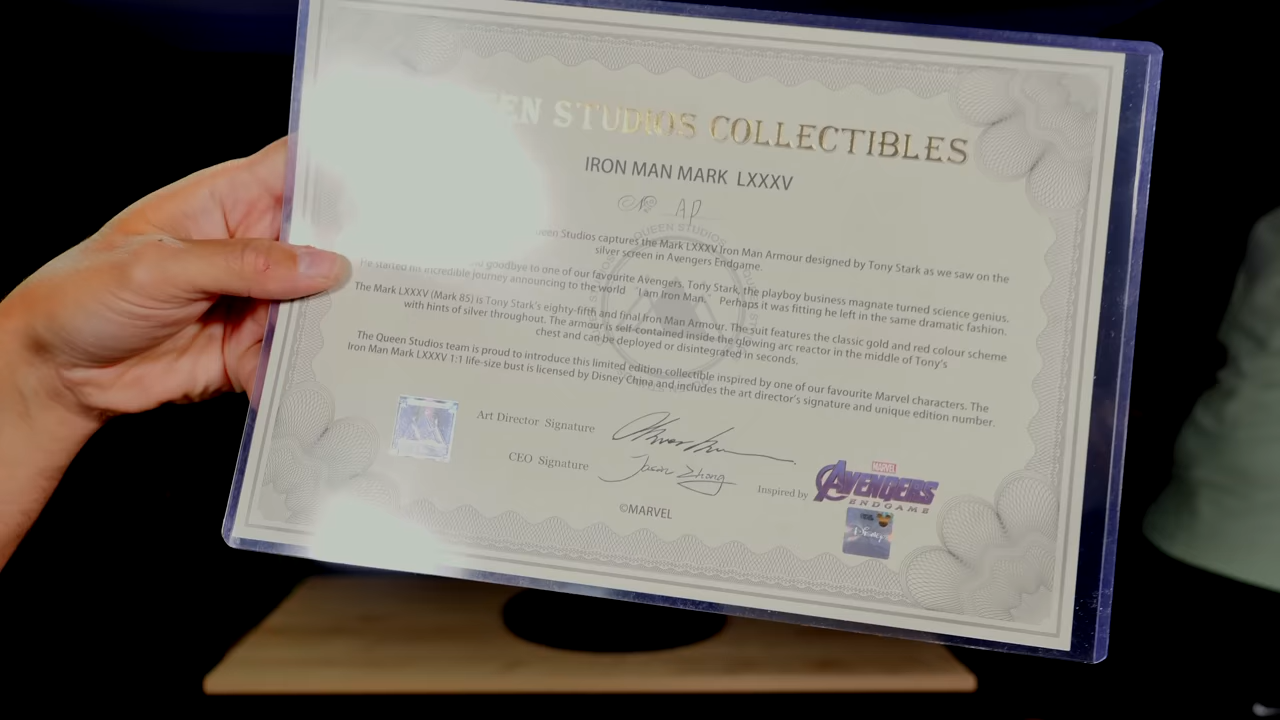 EN STUDIOS COLLECTIBLES
IRON MAN MARK LXXXV
AP
Queen Studios captures the Mark LXXXV Iron Man Armour designed by Tony Stark as we saw on the
silver screen in Avengers Endgame.
goodbye to one of our favourite Avengers. Tony Stark, the playboy business magnate turned science genius.
He started his incredible journey announcing to the world "I am Iron Man." Perhaps it was fitting he left in the same dramatic fashion.
The Mark LXXXV (Mark 85) is Tony Stark's eighty-fifth and final Iron Man Armour. The suit features the classic gold and red colour scheme
with hints of silver throughout. The armour is self-contained inside the glowing arc reactor in the middle of Tony's
chest and can be deployed or disintegrated in seconds.
The Queen Studios team is proud to introduce this limited edition collectible inspired by one of our favourite Marvel characters. The
Iron Man Mark LXXXV 1:1 life-size bust is licensed by Disney China and includes the art director's signature and unique edition number.
Art Director Signature
CEO Signature Jason Zhang
Inspired by MARVEL AVENGERS ENDGAME
©MARVEL
Disney
QUEEN STUDIOS